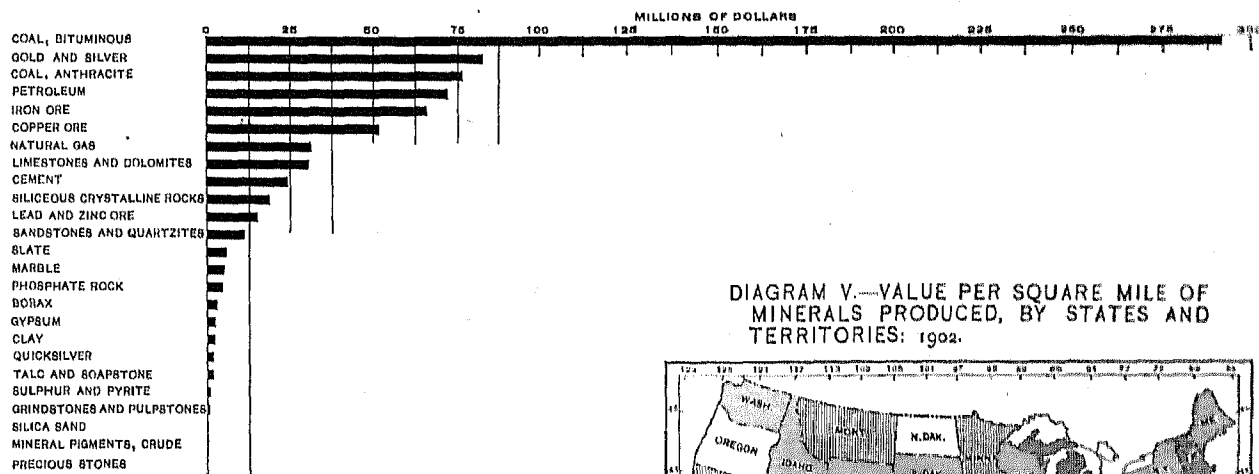 MILLIONS OF DOLLARS
0 25 50 75 100 125 150 175 200 225 250 275 300
COAL, BITUMINOUS
GOLD AND SILVER
COAL, ANTHRACITE
PETROLEUM
IRON ORE
COPPER ORE
NATURAL GAS
LIMESTONES AND DOLOMITES
CEMENT
SILICEOUS CRYSTALLINE ROCKS
LEAD AND ZINC ORE
SANDSTONES AND QUARTZITES
SLATE
MARBLE
PHOSPHATE ROCK
BORAX
GYPSUM
CLAY
QUICKSILVER
TALC AND SOAPSTONE
SULPHUR AND PYRITE
GRINDSTONES AND PULPSTONES
SILICA SAND
MINERAL PIGMENTS, CRUDE
PRECIOUS STONES
DIAGRAM V.—VALUE PER SQUARE MILE OF
MINERALS PRODUCED, BY STATES AND
TERRITORIES: 1902.
WASH.
MONT.
N.DAK.
MINN.
ME.
OREGON
IDAHO
S.DAK.